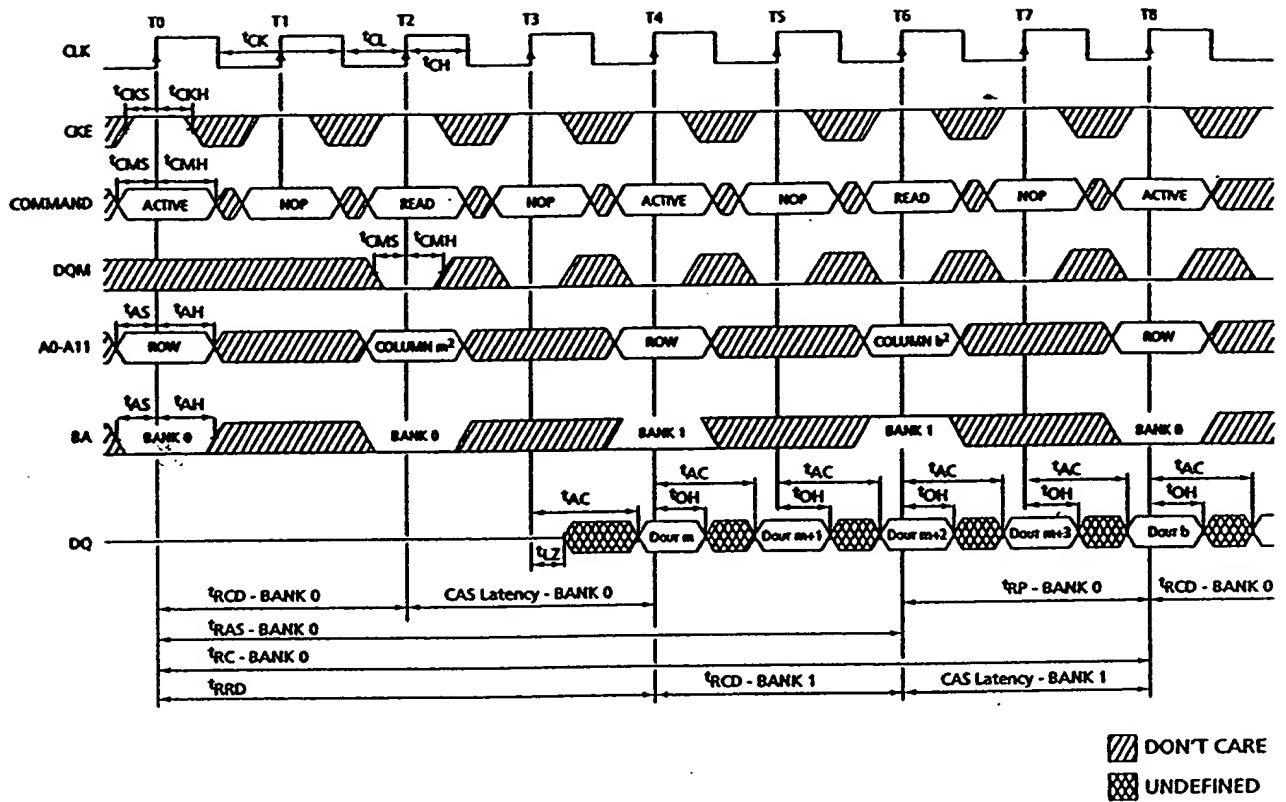 T0 T1 T2 T3 T4 T5 T6 T7 T8
CLK
tCK tCL tCH
tCKS tCKH
CKE
tCMS tCMH
COMMAND ACTIVE NOP READ NOP ACTIVE NOP READ NOP ACTIVE
tCMS tCMH
DQM
tAS tAH
A0-A11 ROW COLUMN m2 ROW COLUMN b2 ROW
tAS tAH
BA BANK 0 BANK 0 BANK 1 BANK 1 BANK 0
tAC tAC tAC tAC tAC tAC
tOH tOH tOH tOH tOH
DQ DOUT m DOUT m+1 DOUT m+2 DOUT m+3 DOUT b
tLZ
tRCD - BANK 0 CAS Latency - BANK 0 tRP - BANK 0 tRCD - BANK 0
tRAS - BANK 0
tRC - BANK 0
tRRD tRCD - BANK 1 CAS Latency - BANK 1
DON'T CARE
UNDEFINED